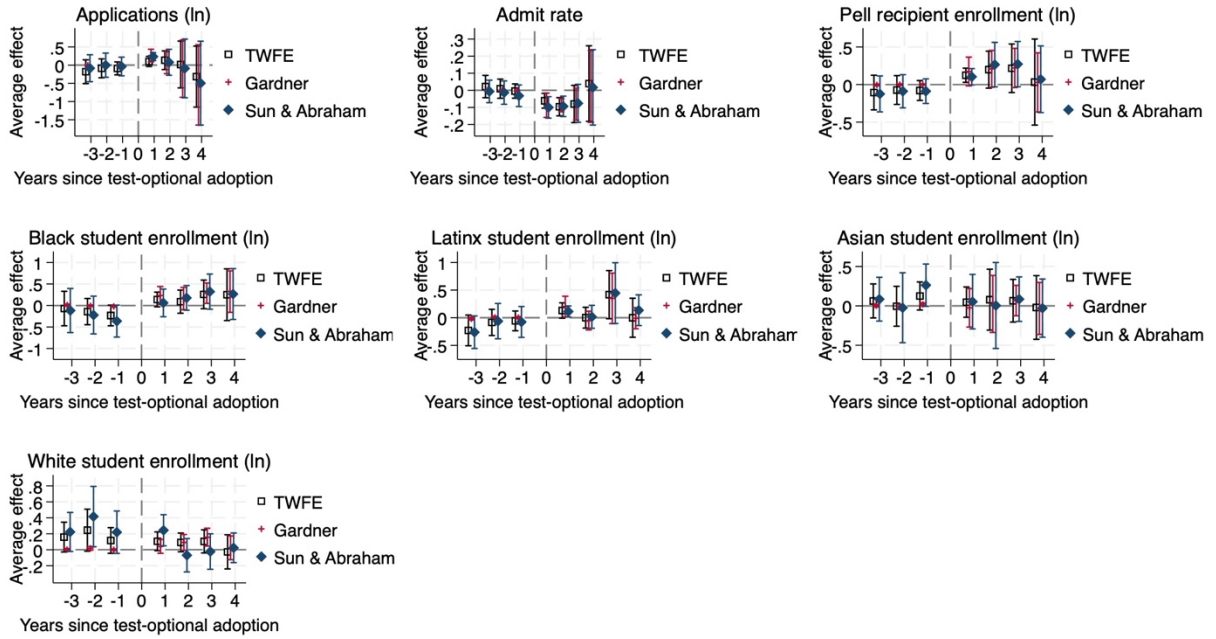 Applications (ln)
Average effect
.5
0
-.5
-1
-1.5
-3 -2 -1 0 1 2 3 4
Years since test-optional adoption
TWFE
Gardner
Sun & Abraham
Admit rate
Average effect
.3
.2
.1
0
-.1
-.2
-3 -2 -1 0 1 2 3 4
Years since test-optional adoption
TWFE
Gardner
Sun & Abraham
Pell recipient enrollment (ln)
Average effect
.5
0
-.5
-3 -2 -1 0 1 2 3 4
Years since test-optional adoption
TWFE
Gardner
Sun & Abraham
Black student enrollment (ln)
Average effect
1
.5
0
-.5
-1
-3 -2 -1 0 1 2 3 4
Years since test-optional adoption
TWFE
Gardner
Sun & Abraham
Latinx student enrollment (ln)
Average effect
1
.5
0
.5
-3 -2 -1 0 1 2 3 4
Years since test-optional adoption
TWFE
Gardner
Sun & Abraham
Asian student enrollment (ln)
Average effect
.5
0
-.5
-3 -2 -1 0 1 2 3 4
Years since test-optional adoption
TWFE
Gardner
Sun & Abraham
White student enrollment (ln)
Average effect
.8
.6
.4
.2
0
.2
-3 -2 -1 0 1 2 3 4
Years since test-optional adoption
TWFE
Gardner
Sun & Abraham